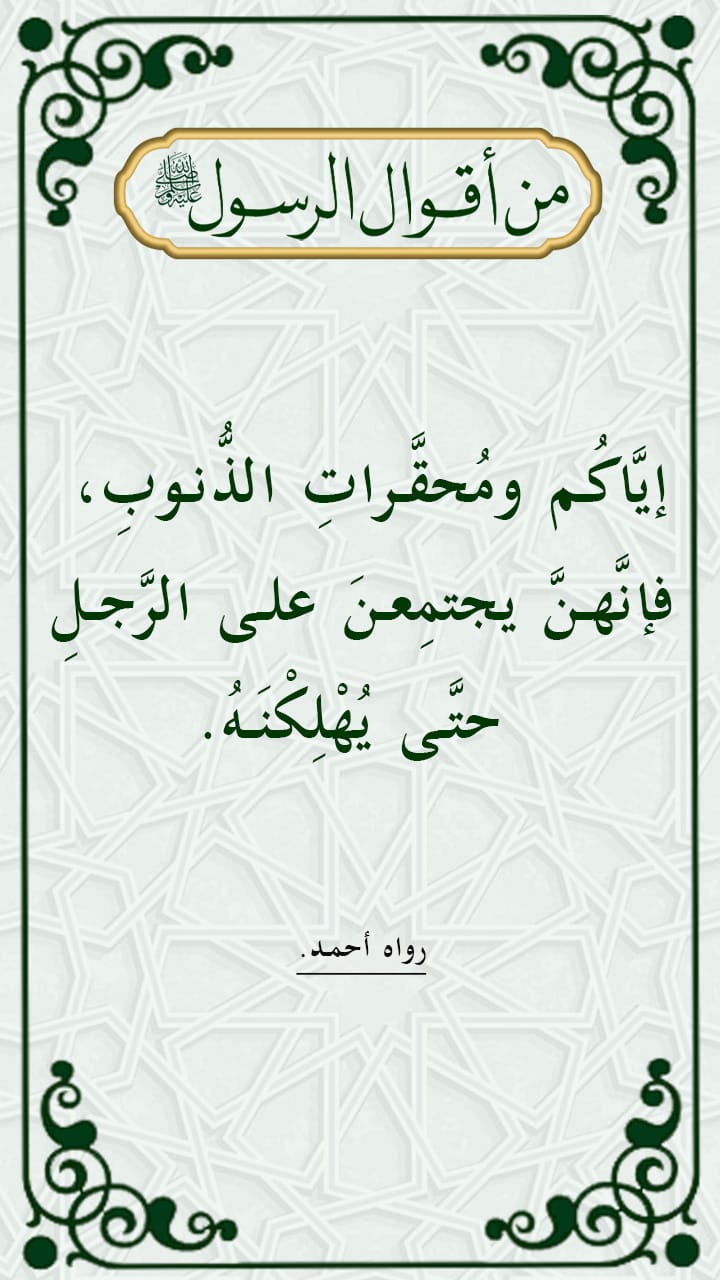 من أقوال الرسول ﷺ
إيَّاكُم ومُحقَّراتِ الذُّنوبِ،
فإنَّهنَّ يجتمِعنَ على الرَّجلِ
حتَّى يُهْلِكْنَهُ.
رواه أحمد.